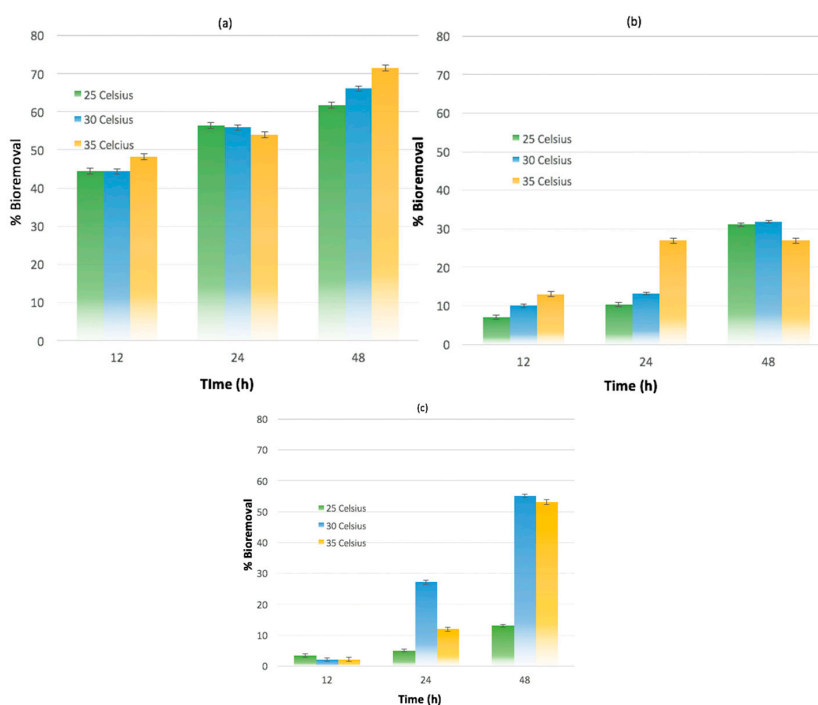 (a)
80
70
60
50
40
30
20
10
0
% Bioremoval
25 Celsius
30 Celsius
35 Celcius
12
24
48
TIme (h)
(b)
80
70
60
50
40
30
20
10
0
% Bioremoval
25 Celsius
30 Celsius
35 Celsius
12
24
48
Time (h)
(c)
80
70
60
50
40
30
20
10
0
% Bioremoval
25 Celsius
30 Celsius
35 Celsius
12
24
48
Time (h)